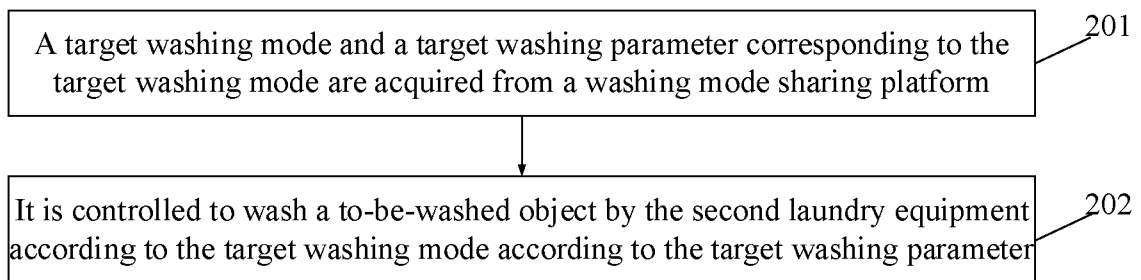 201
A target washing mode and a target washing parameter corresponding to the
target washing mode are acquired from a washing mode sharing platform
202
It is controlled to wash a to-be-washed object by the second laundry equipment
according to the target washing mode according to the target washing parameter